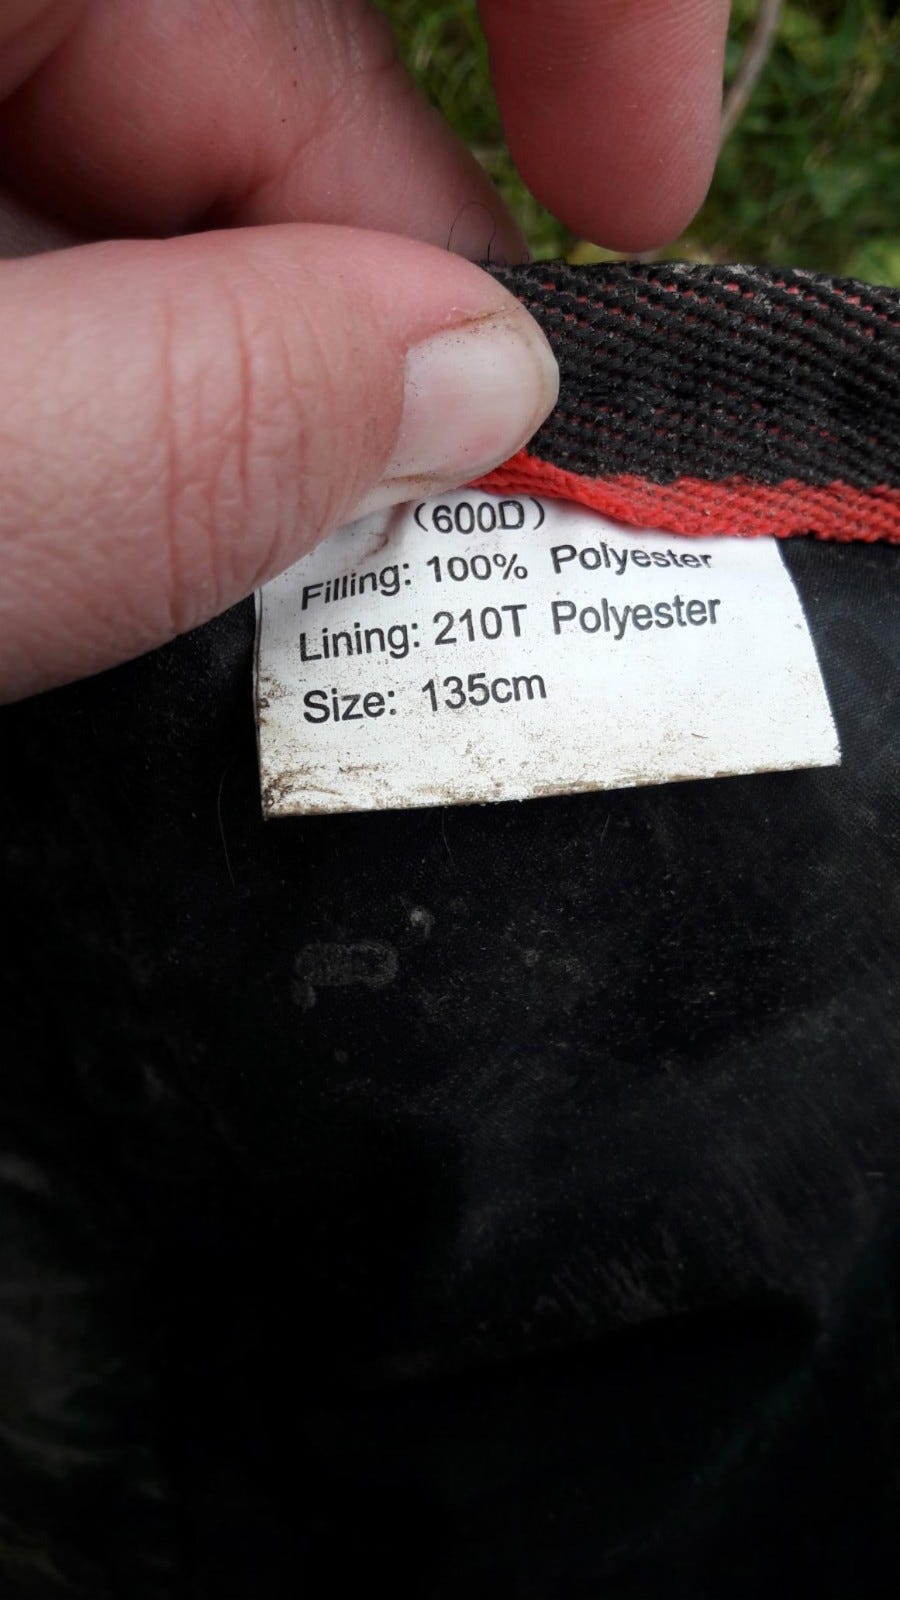 (600D)
Filling: 100% Polyester
Lining: 210T Polyester
Size: 135cm